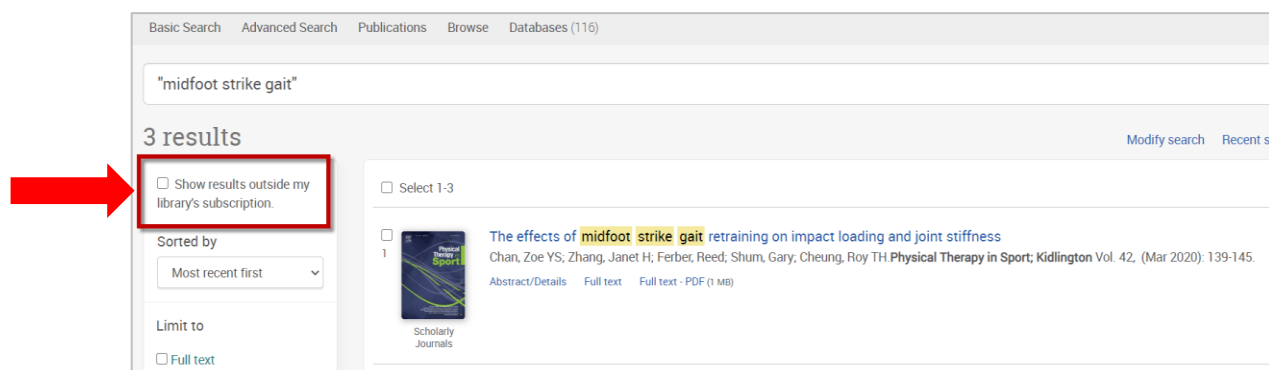 Basic Search Advanced Search Publications Browse Databases (116)
"midfoot strike gait"
3 results
Modify search Recent s
Show results outside my
library's subscription.
Select 1-3
Sorted by
Most recent first
Limit to
Full text
1
Physical
Therapy in
Sport
The effects of midfoot strike gait retraining on impact loading and joint stiffness
Chan, Zoe YS; Zhang, Janet H; Ferber, Reed; Shum, Gary; Cheung, Roy TH.Physical Therapy in Sport; Kidlington Vol. 42, (Mar 2020): 139-145.
Abstract/Details Full text Full text - PDF (1 MB)
Scholarly
Journals